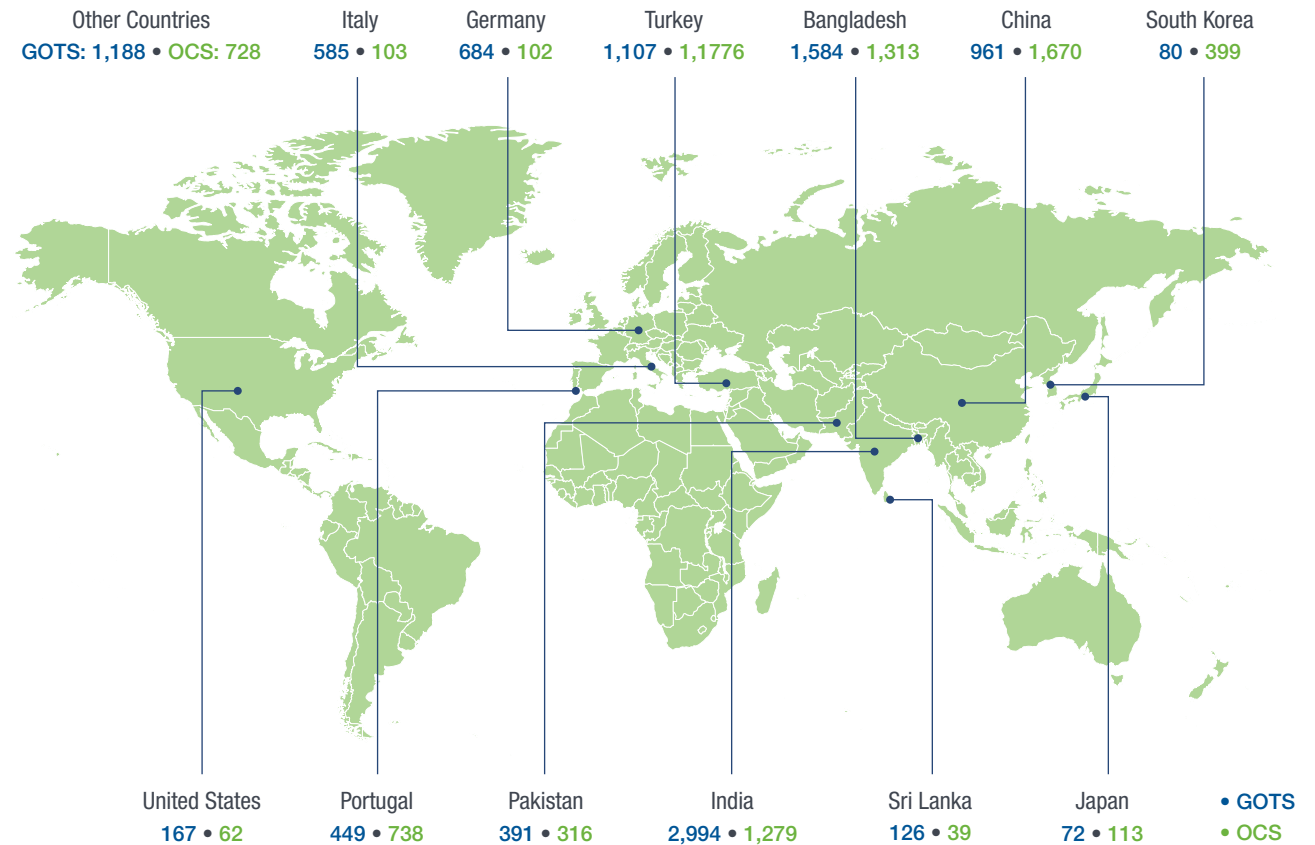 Other Countries
GOTS: 1,188 • OCS: 728
Italy
585 • 103
Germany
684 • 102
Turkey
1,107 • 1,1776
Bangladesh
1,584 • 1,313
China
961 • 1,670
South Korea
80 • 399
United States
167 • 62
Portugal
449 • 738
Pakistan
391 • 316
India
2,994 • 1,279
Sri Lanka
126 • 39
Japan
72 • 113
• GOTS
• OCS